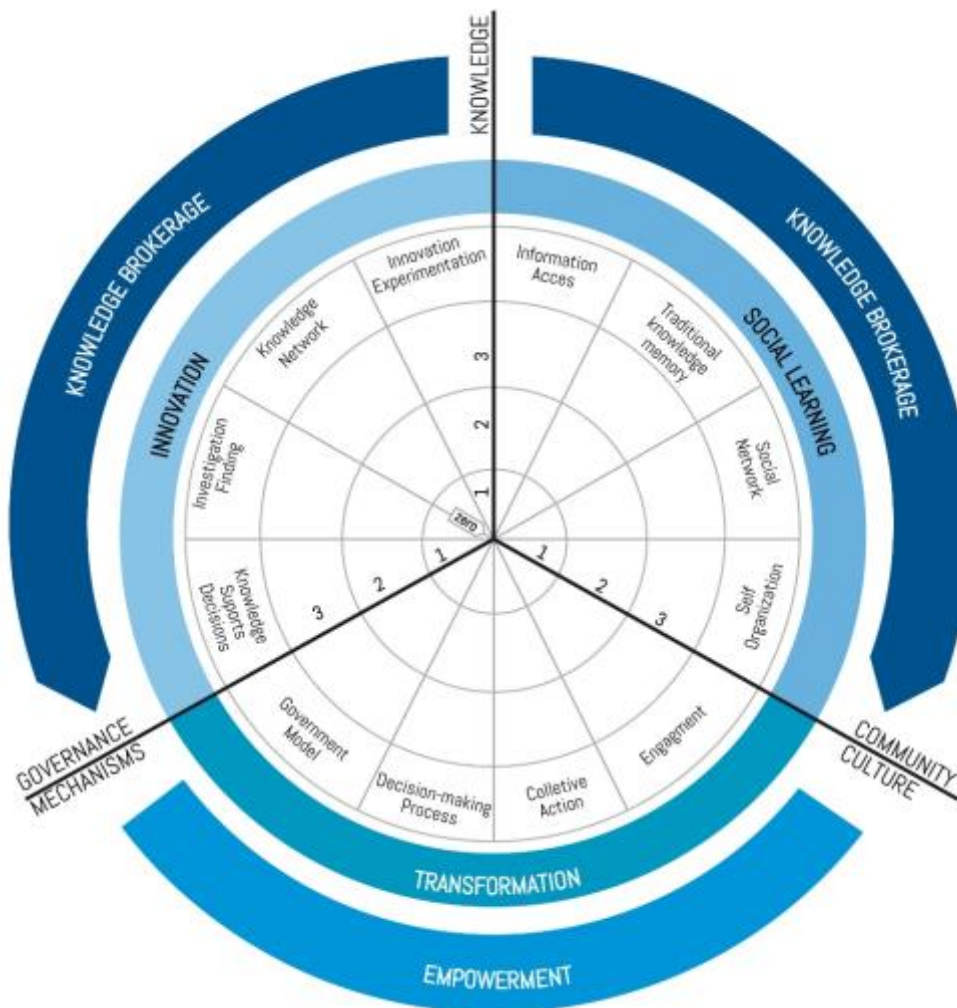 KNOWLEDGE
KNOWLEDGE BROKERAGE
KNOWLEDGE BROKERAGE
INNOVATION
SOCIAL LEARNING
Innovation
Experimentation
Information
Acces
Knowledge
Network
Traditional
knowledge
memory
Investigation
Finding
Social
Network
3
2
1
zero
1
2
3
1
2
3
Knowledge
Suports
Decisions
Self
Organization
Government
Model
Engagment
Decision-making
Process
Colletive
Action
GOVERNANCE
MECHANISMS
COMMUNITY
CULTURE
TRANSFORMATION
EMPOWERMENT